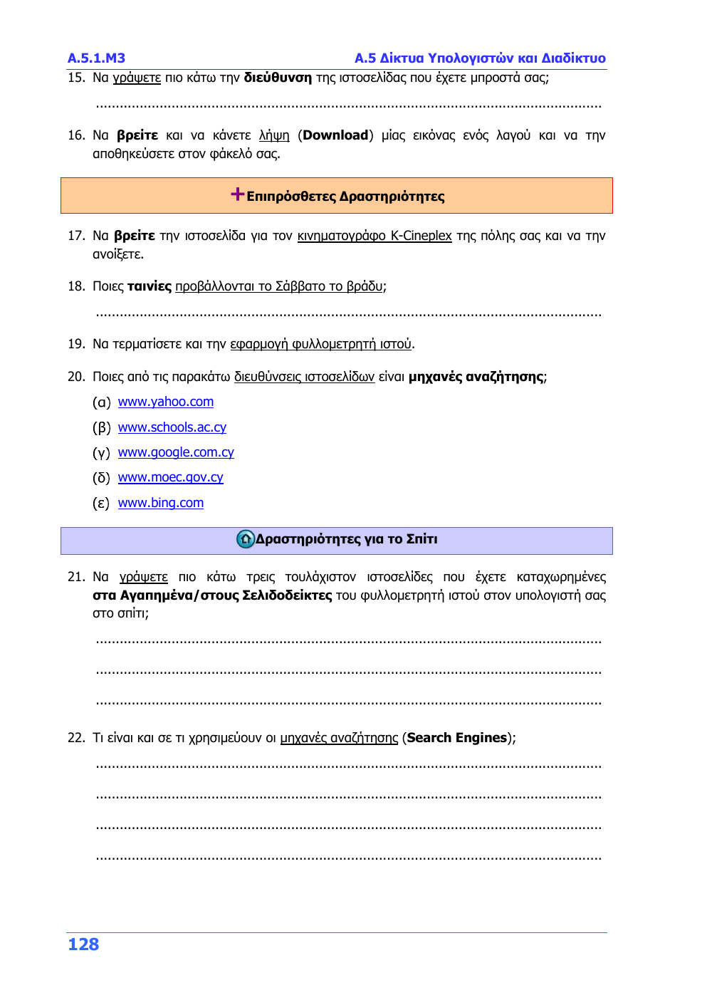 Α.5.1.Μ3 Α.5 Δίκτυα Υπολογιστών και Διαδίκτυο
15. Να γράψετε πιο κάτω την διεύθυνση της ιστοσελίδας που έχετε μπροστά σας;
...............................................................................................................................
16. Να βρείτε και να κάνετε λήψη (Download) μίας εικόνας ενός λαγού και να την
αποθηκεύσετε στον φάκελό σας.
+Επιπρόσθετες Δραστηριότητες
17. Να βρείτε την ιστοσελίδα για τον κινηματογράφο K-Cineplex της πόλης σας και να την
ανοίξετε.
18. Ποιες ταινίες προβάλλονται το Σάββατο το βράδυ;
...............................................................................................................................
19. Να τερματίσετε και την εφαρμογή φυλλομετρητή ιστού.
20. Ποιες από τις παρακάτω διευθύνσεις ιστοσελίδων είναι μηχανές αναζήτησης;
(α) www.yahoo.com
(β) www.schools.ac.cy
(γ) www.google.com.cy
(δ) www.moec.gov.cy
(ε) www.bing.com
Δραστηριότητες για το Σπίτι
21. Να γράψετε πιο κάτω τρεις τουλάχιστον ιστοσελίδες που έχετε καταχωρημένες
στα Αγαπημένα/στους Σελιδοδείκτες του φυλλομετρητή ιστού στον υπολογιστή σας
στο σπίτι;
...............................................................................................................................
...............................................................................................................................
...............................................................................................................................
22. Τι είναι και σε τι χρησιμεύουν οι μηχανές αναζήτησης (Search Engines);
...............................................................................................................................
...............................................................................................................................
...............................................................................................................................
...............................................................................................................................
128